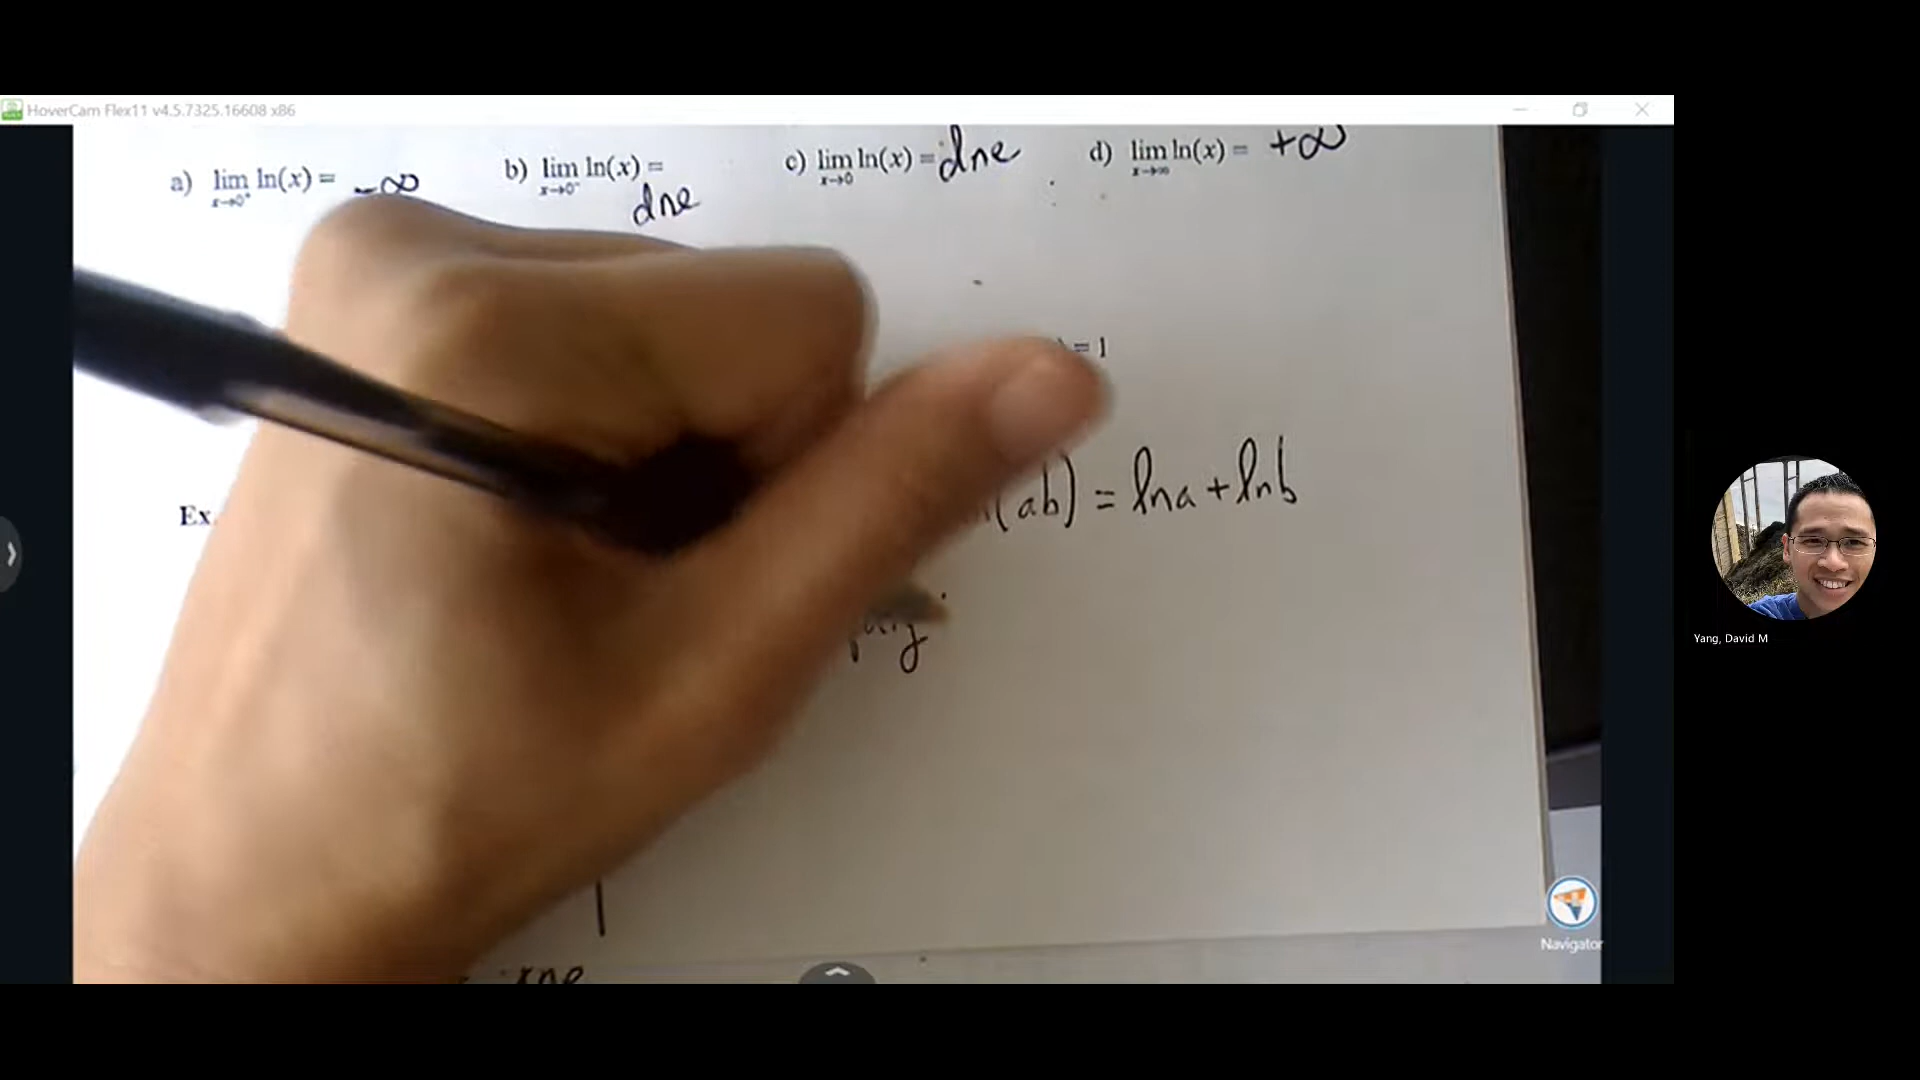 HoverCam Flex11 v4.5.7325.16608 x86
a) lim ln(x) = -∞ b) lim ln(x) = dne c) lim ln(x) = dne d) lim ln(x) = +∞
x→0⁺ x→0⁻ x→0 x→∞
= 1
Ex
(ab) = lna + lnb
Yang, David M
Navigator